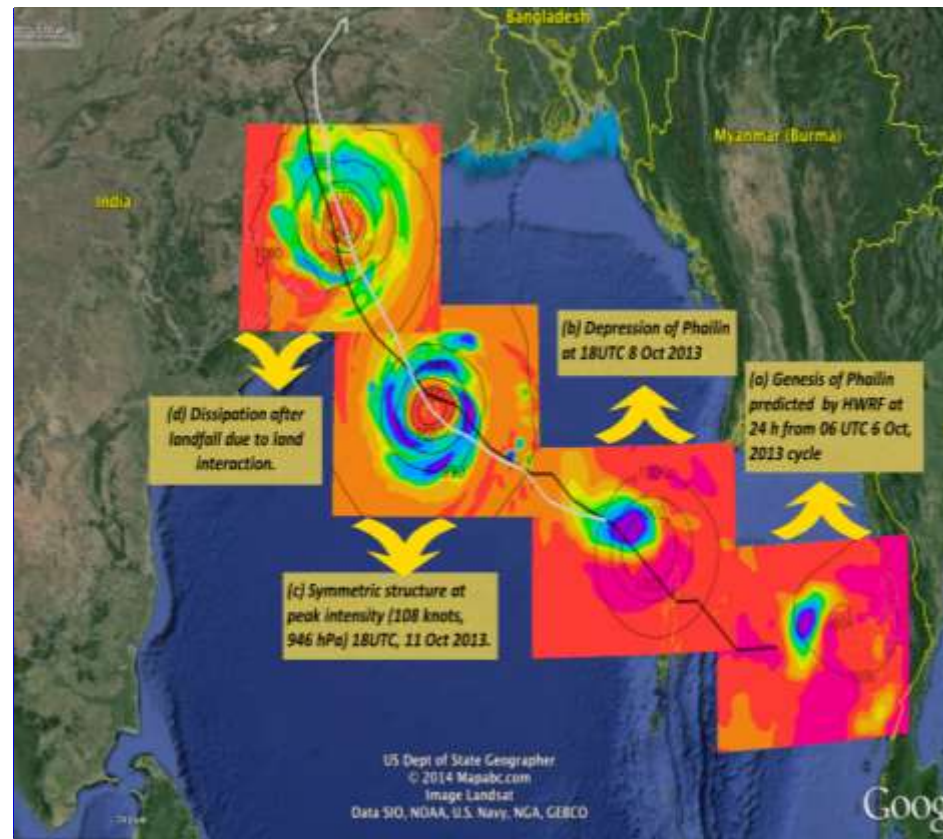 Bangladesh
Myanmar (Burma)
India
(b) Depression of Phailin
at 18UTC 8 Oct 2013
(a) Genesis of Phailin
predicted by HWRF at
24 h from 06 UTC 6 Oct,
2013 cycle
(d) Dissipation after
landfall due to land
interaction.
(c) Symmetric structure at
peak intensity (108 knots,
946 hPa) 18UTC, 11 Oct 2013.
US Dept of State Geographer
© 2014 Mapabc.com
Image Landsat
Data SIO, NOAA, U.S. Navy, NGA, GEBCO
Goog